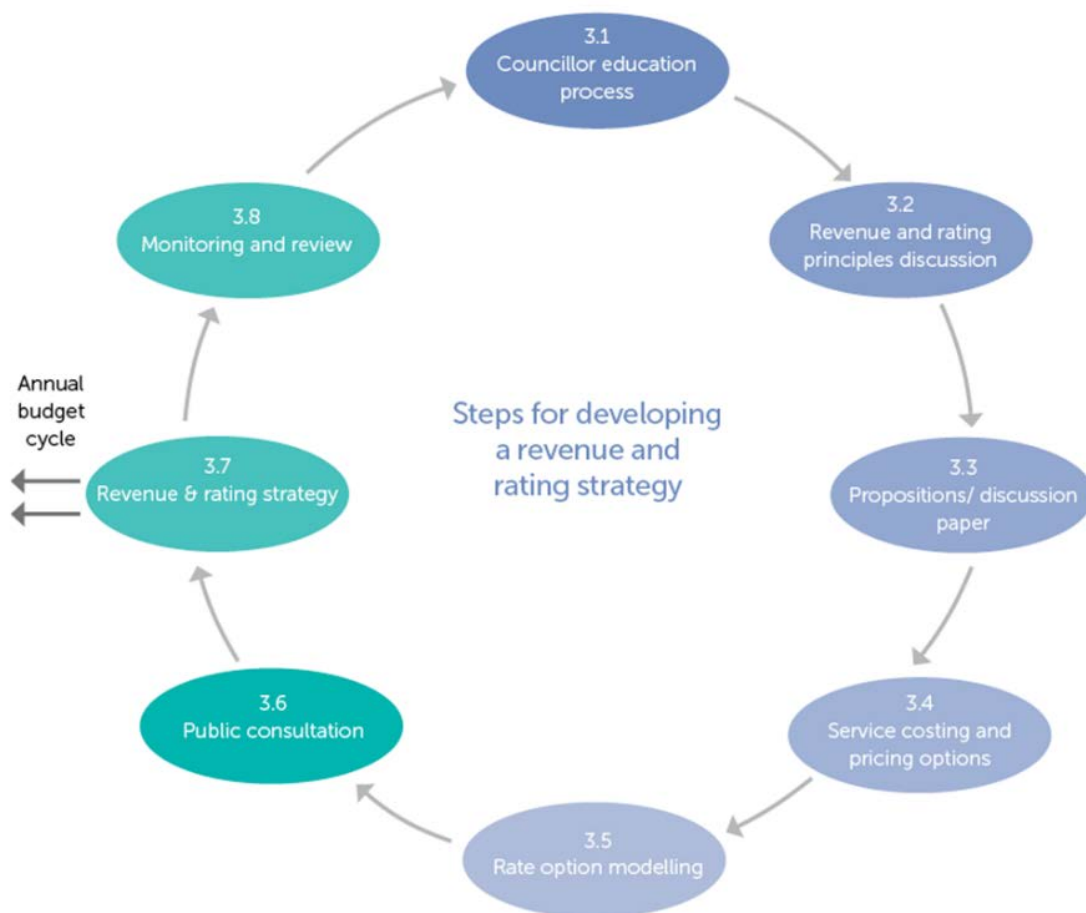 3.1
Councillor education
process
3.2
Revenue and rating
principles discussion
3.3
Propositions/ discussion
paper
3.4
Service costing and
pricing options
3.5
Rate option modelling
3.6
Public consultation
3.7
Revenue & rating strategy
3.8
Monitoring and review
Annual
budget
cycle
Steps for developing
a revenue and
rating strategy